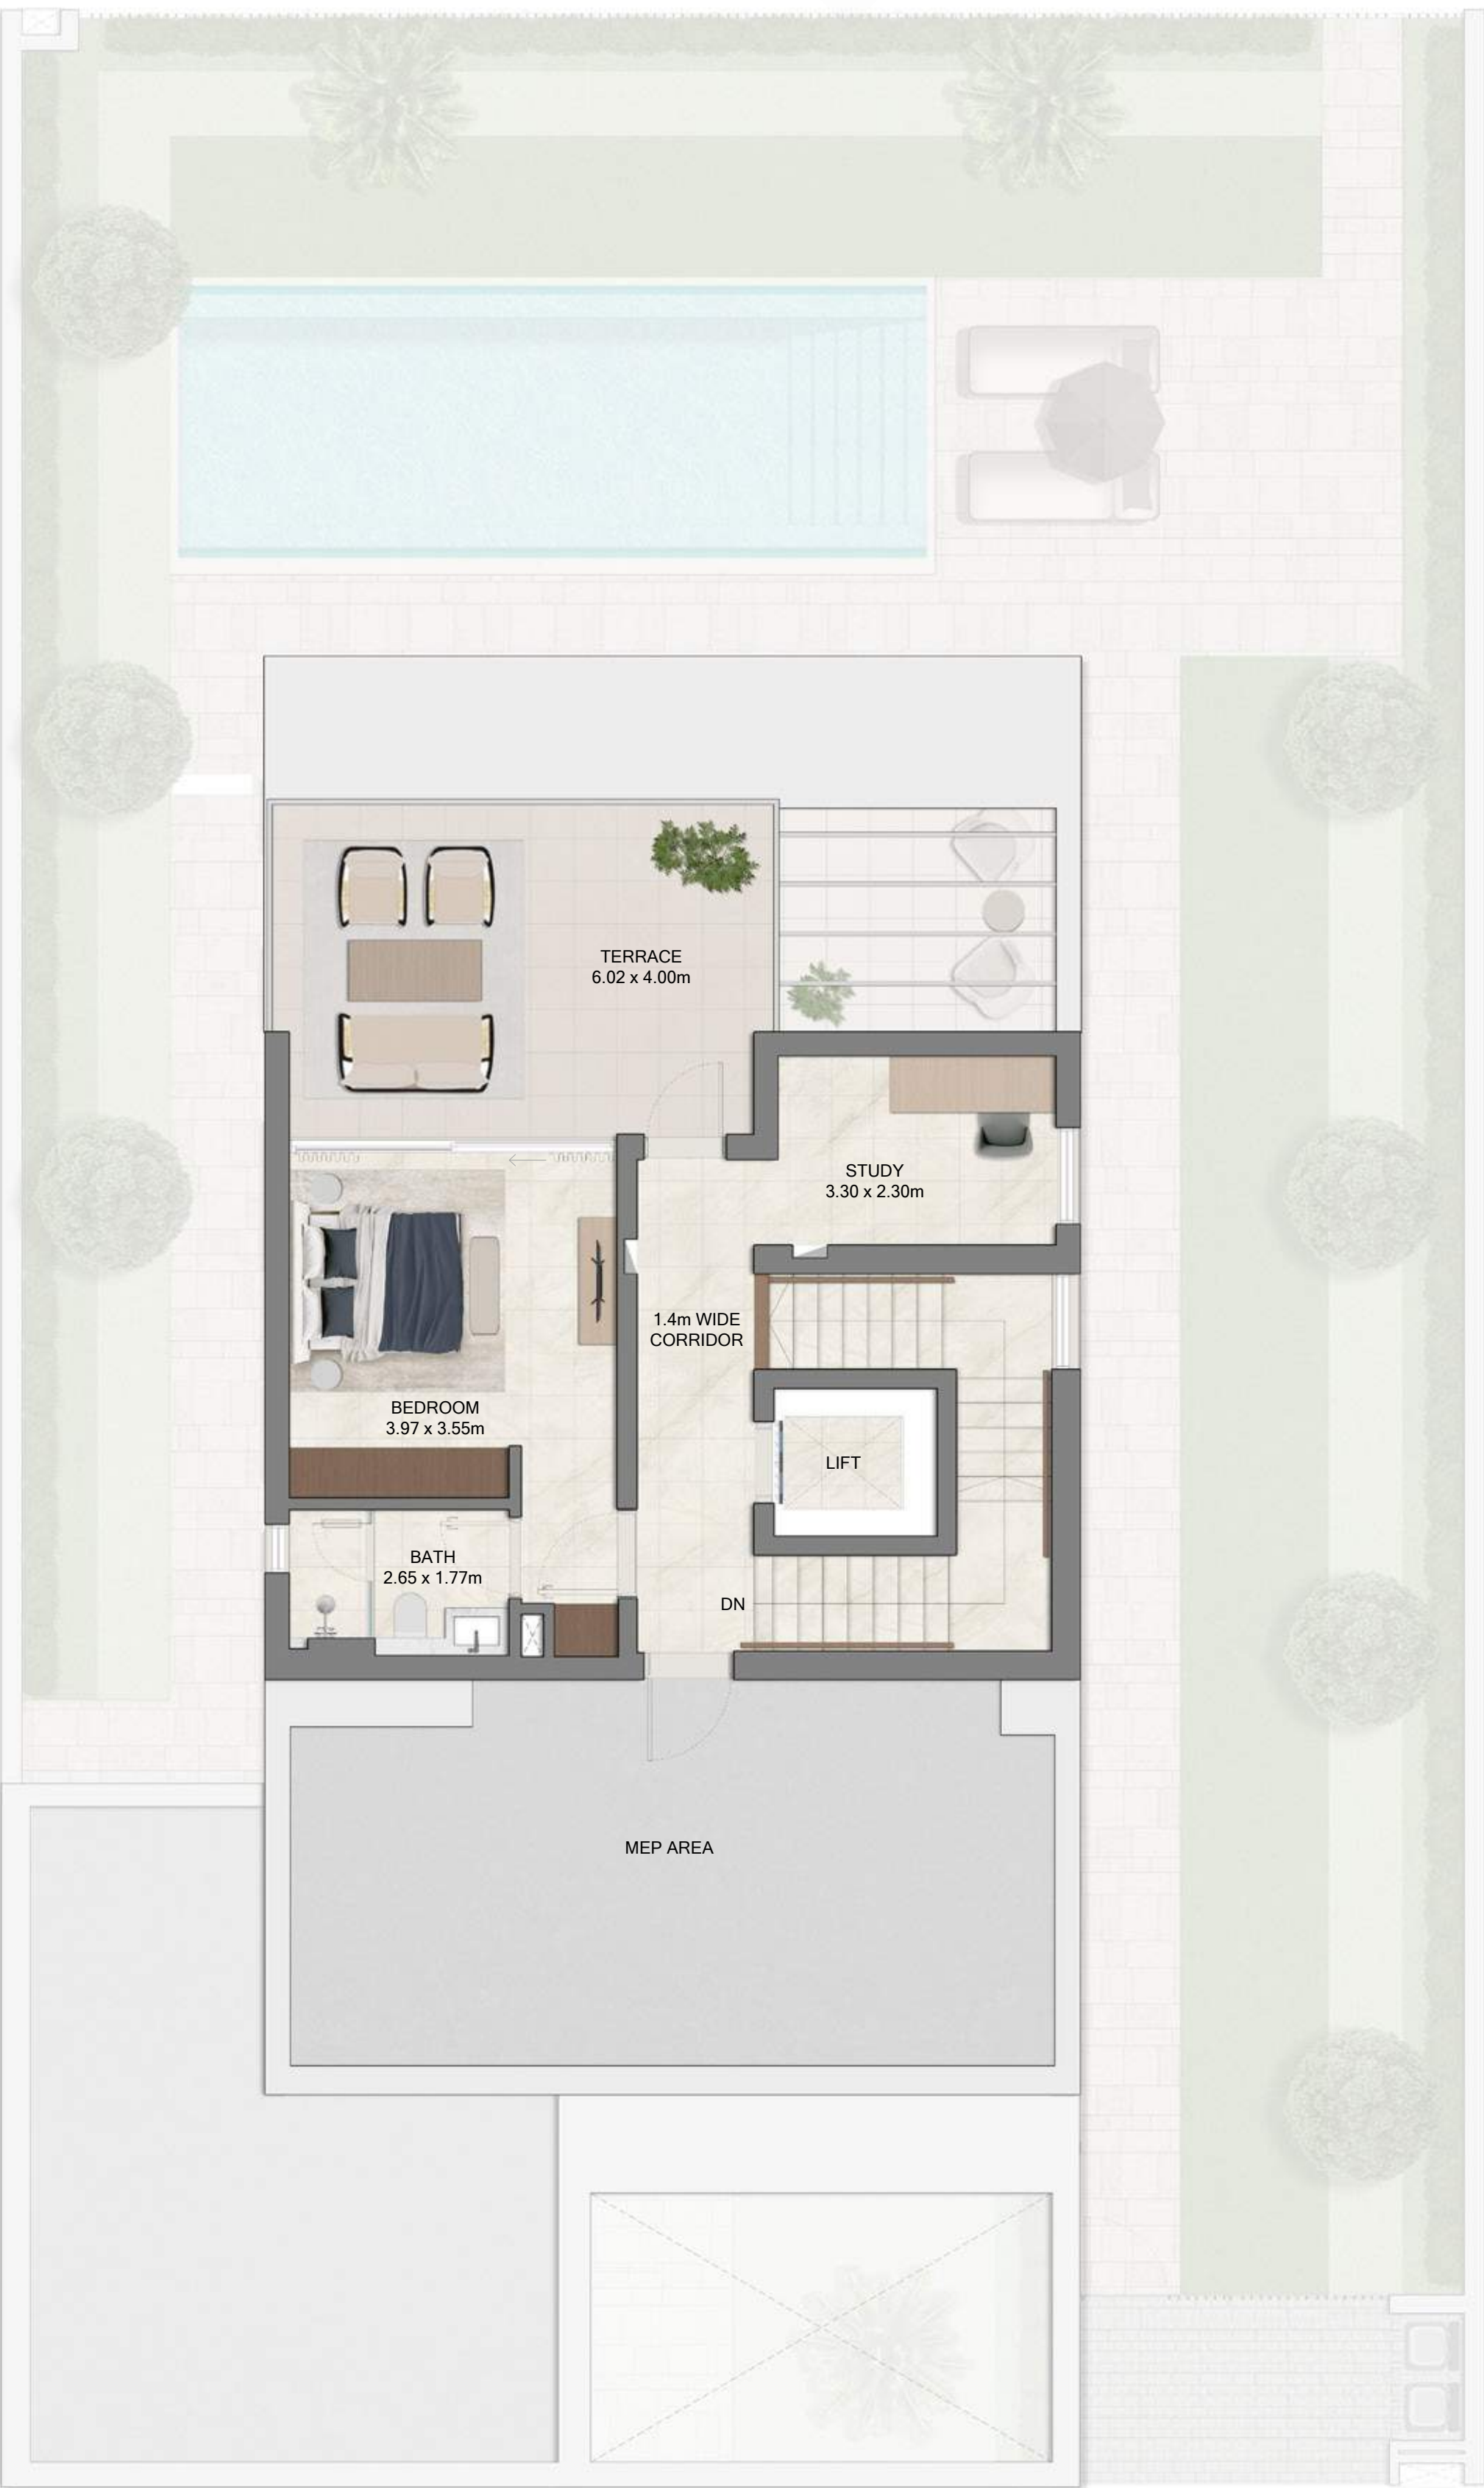 TERRACE
6.02 x 4.00m
STUDY
3.30 x 2.30m
1.4m WIDE
CORRIDOR
BEDROOM
3.97 x 3.55m
LIFT
BATH
2.65 x 1.77m
DN
MEP AREA